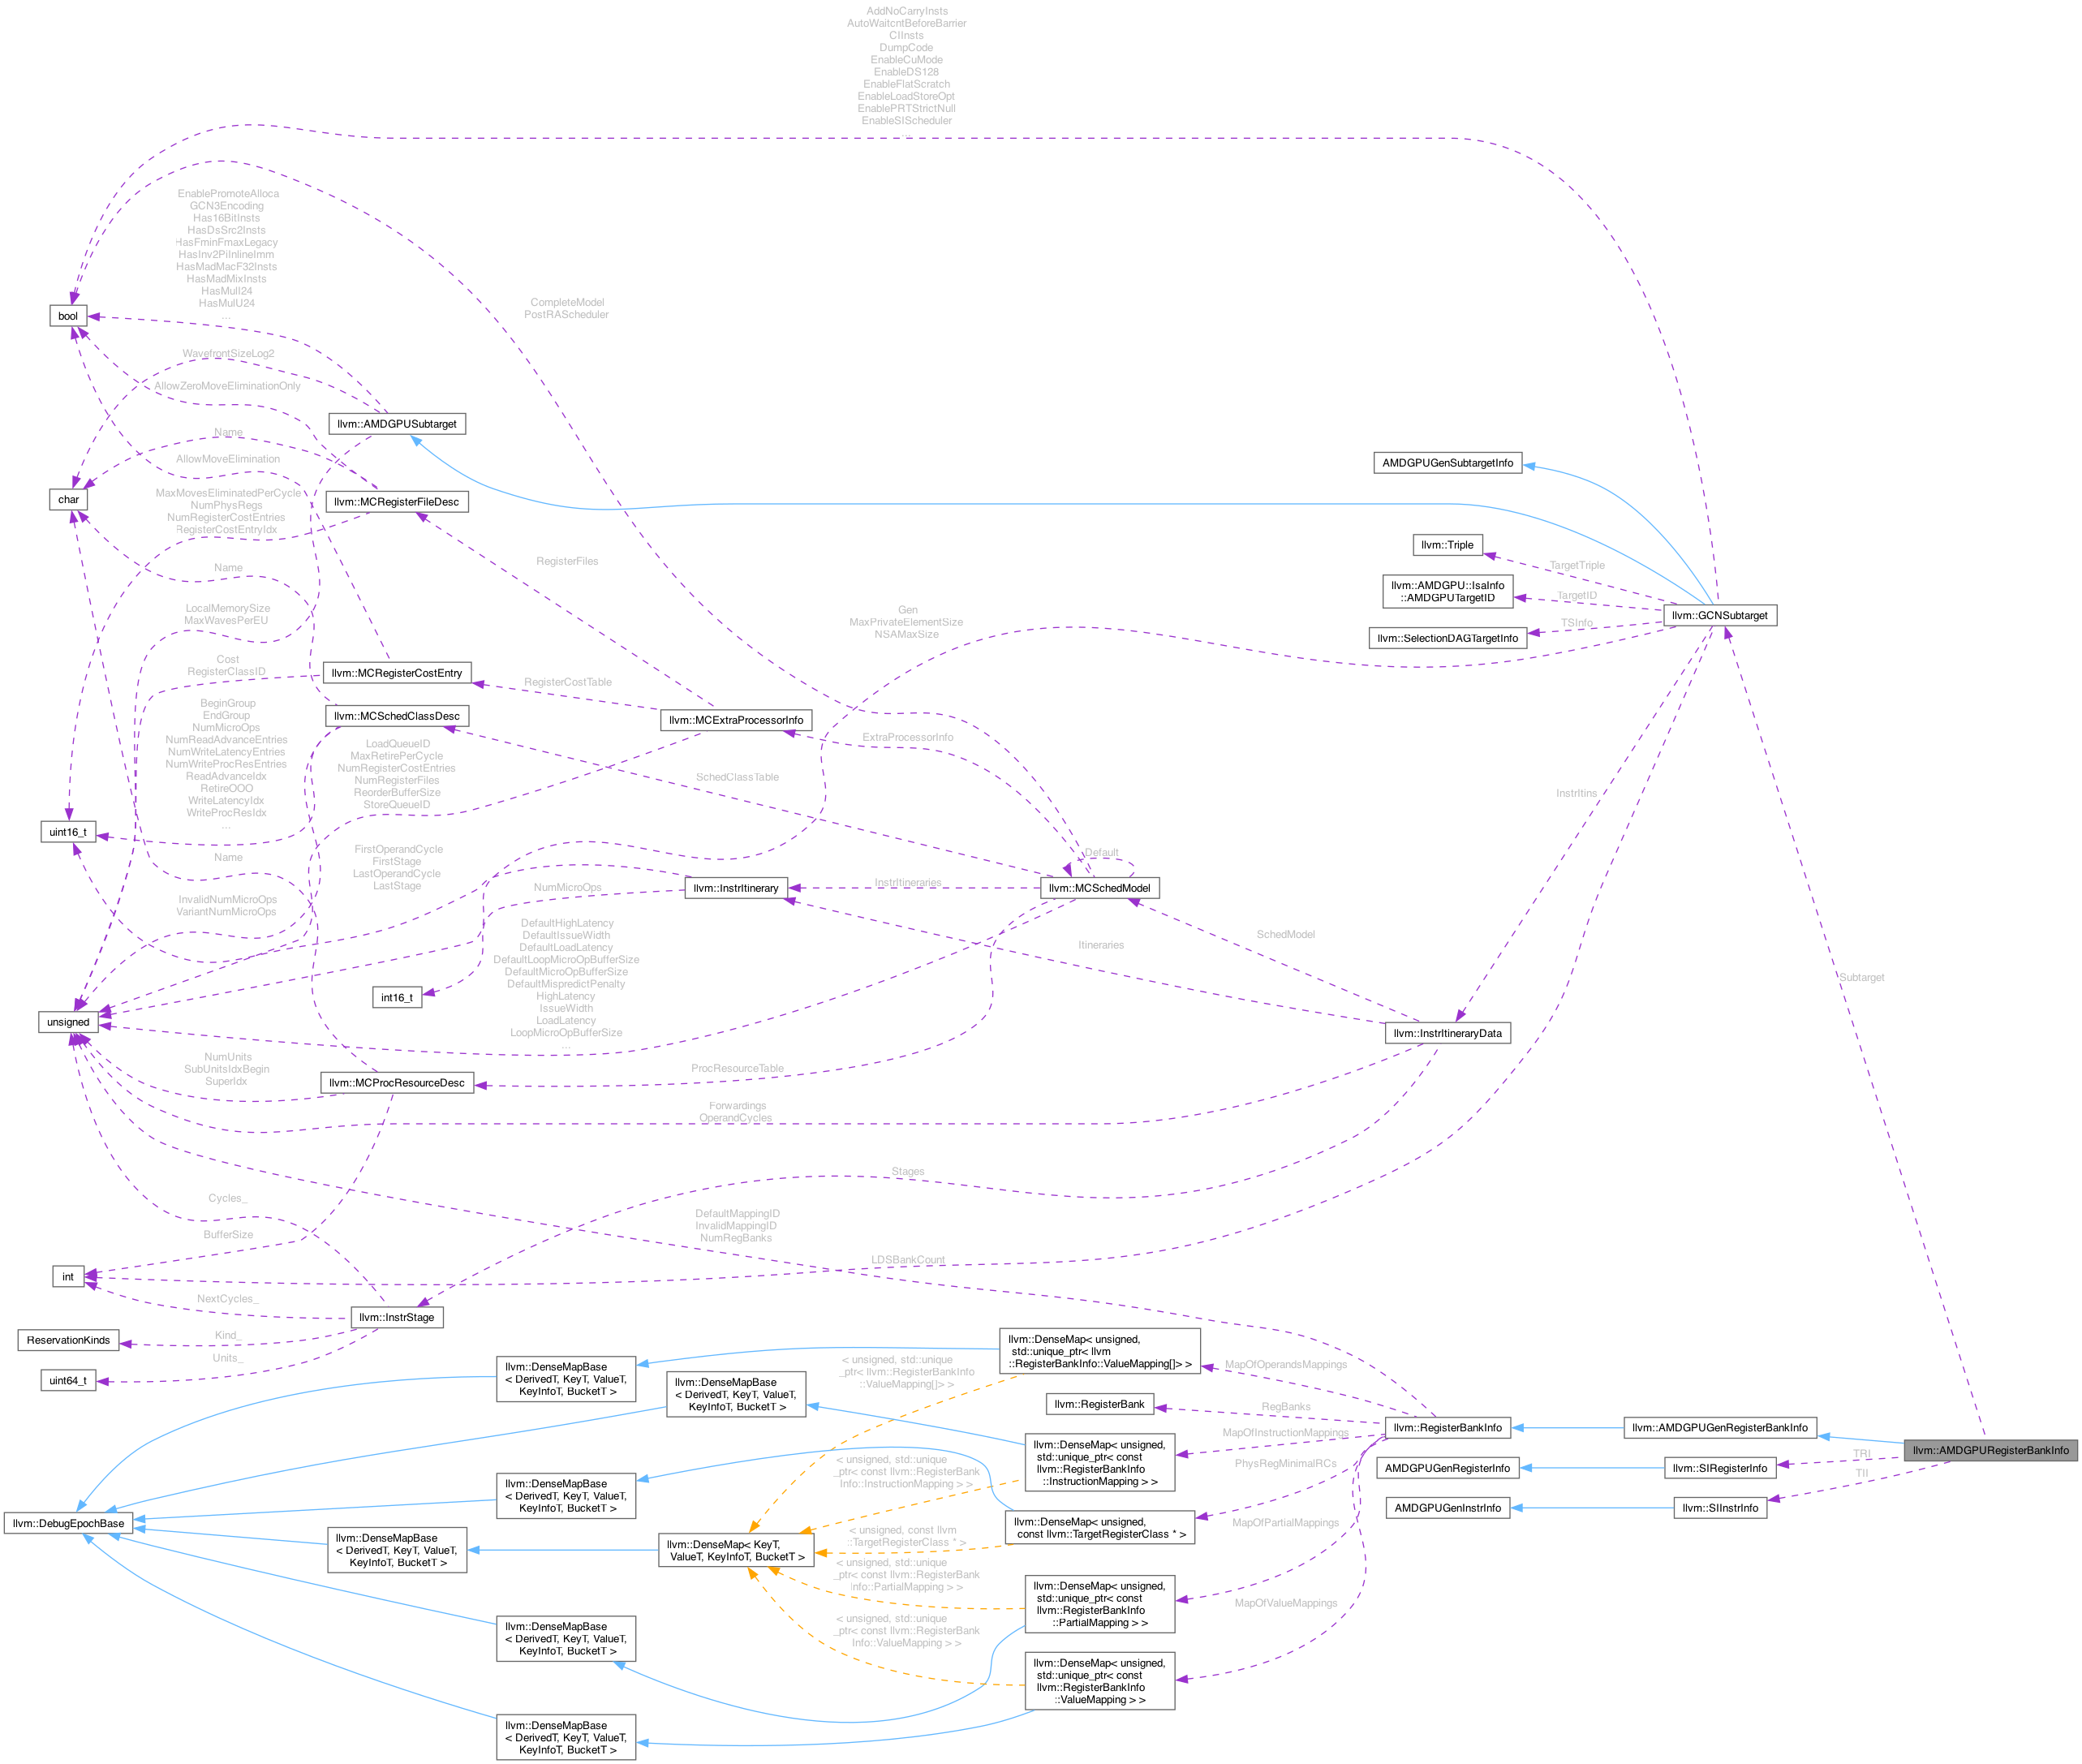 AddNoCarryInsts
AutoWaitcntBeforeBarrier
CIInsts
DumpCode
EnableCuMode
EnableDS128
EnableFlatScratch
EnableLoadStoreOpt
EnablePRTStrictNull
EnableSIScheduler
...
EnablePromoteAlloca
GCN3Encoding
Has16BitInsts
HasDsSrc2Insts
HasFminFmaxLegacy
HasInv2PiInlineImm
HasMadMacF32Insts
HasMadMixInsts
HasMulI24
HasMulU24
...
CompleteModel
PostRAScheduler
bool
WavefrontSizeLog2
AllowZeroMoveEliminationOnly
llvm::AMDGPUSubtarget
Name
AllowMoveElimination
AMDGPUGenSubtargetInfo
char
llvm::MCRegisterFileDesc
MaxMovesEliminatedPerCycle
NumPhysRegs
NumRegisterCostEntries
RegisterCostEntryIdx
llvm::Triple
RegisterFiles
TargetTriple
Name
llvm::AMDGPU::IsaInfo
::AMDGPUTargetID
TargetID
LocalMemorySize
MaxWavesPerEU
Gen
MaxPrivateElementSize
NSAMaxSize
llvm::GCNSubtarget
TSInfo
llvm::SelectionDAGTargetInfo
Cost
RegisterClassID
llvm::MCRegisterCostEntry
RegisterCostTable
BeginGroup
EndGroup
NumMicroOps
NumReadAdvanceEntries
NumWriteLatencyEntries
NumWriteProcResEntries
ReadAdvanceIdx
RetireOOO
WriteLatencyIdx
WriteProcResIdx
...
llvm::MCSchedClassDesc
llvm::MCExtraProcessorInfo
ExtraProcessorInfo
LoadQueueID
MaxRetirePerCycle
NumRegisterCostEntries
NumRegisterFiles
ReorderBufferSize
StoreQueueID
SchedClassTable
InstrItins
uint16_t
Name
FirstOperandCycle
FirstStage
LastOperandCycle
LastStage
Default
InvalidNumMicroOps
VariantNumMicroOps
NumMicroOps
llvm::InstrItinerary
InstrItineraries
llvm::MCSchedModel
DefaultHighLatency
DefaultIssueWidth
DefaultLoadLatency
DefaultLoopMicroOpBufferSize
DefaultMicroOpBufferSize
DefaultMispredictPenalty
HighLatency
IssueWidth
LoadLatency
LoopMicroOpBufferSize
...
Itineraries
SchedModel
Subtarget
int16_t
unsigned
llvm::InstrItineraryData
NumUnits
SubUnitsIdxBegin
SuperIdx
llvm::MCProcResourceDesc
ProcResourceTable
Forwardings
OperandCycles
Stages
Cycles_
BufferSize
DefaultMappingID
InvalidMappingID
NumRegBanks
LDSBankCount
int
NextCycles_
llvm::InstrStage
ReservationKinds
Kind_
Units_
uint64_t
llvm::DenseMap< unsigned,
std::unique_ptr< llvm
::RegisterBankInfo::ValueMapping[]> >
MapOfOperandsMappings
llvm::DenseMapBase
< DerivedT, KeyT, ValueT,
KeyInfoT, BucketT >
< unsigned, std::unique
_ptr< llvm::RegisterBankInfo
::ValueMapping[]> >
llvm::DenseMapBase
< DerivedT, KeyT, ValueT,
KeyInfoT, BucketT >
llvm::RegisterBank
RegBanks
llvm::RegisterBankInfo
llvm::AMDGPUGenRegisterBankInfo
llvm::AMDGPURegisterBankInfo
MapOfInstructionMappings
llvm::DenseMap< unsigned,
std::unique_ptr< const
llvm::RegisterBankInfo
::InstructionMapping > >
TRI
TII
PhysRegMinimalRCs
AMDGPUGenRegisterInfo
llvm::SIRegisterInfo
< unsigned, std::unique
_ptr< const llvm::RegisterBank
Info::InstructionMapping > >
llvm::DenseMapBase
< DerivedT, KeyT, ValueT,
KeyInfoT, BucketT >
AMDGPUGenInstrInfo
llvm::SIInstrInfo
llvm::DebugEpochBase
llvm::DenseMap< unsigned,
const llvm::TargetRegisterClass * >
MapOfPartialMappings
< unsigned, const llvm
::TargetRegisterClass * >
llvm::DenseMapBase
< DerivedT, KeyT, ValueT,
KeyInfoT, BucketT >
llvm::DenseMap< KeyT,
ValueT, KeyInfoT, BucketT >
< unsigned, std::unique
_ptr< const llvm::RegisterBank
Info::PartialMapping > >
llvm::DenseMap< unsigned,
std::unique_ptr< const
llvm::RegisterBankInfo
::PartialMapping > >
MapOfValueMappings
< unsigned, std::unique
_ptr< const llvm::RegisterBank
Info::ValueMapping > >
llvm::DenseMapBase
< DerivedT, KeyT, ValueT,
KeyInfoT, BucketT >
llvm::DenseMap< unsigned,
std::unique_ptr< const
llvm::RegisterBankInfo
::ValueMapping > >
llvm::DenseMapBase
< DerivedT, KeyT, ValueT,
KeyInfoT, BucketT >